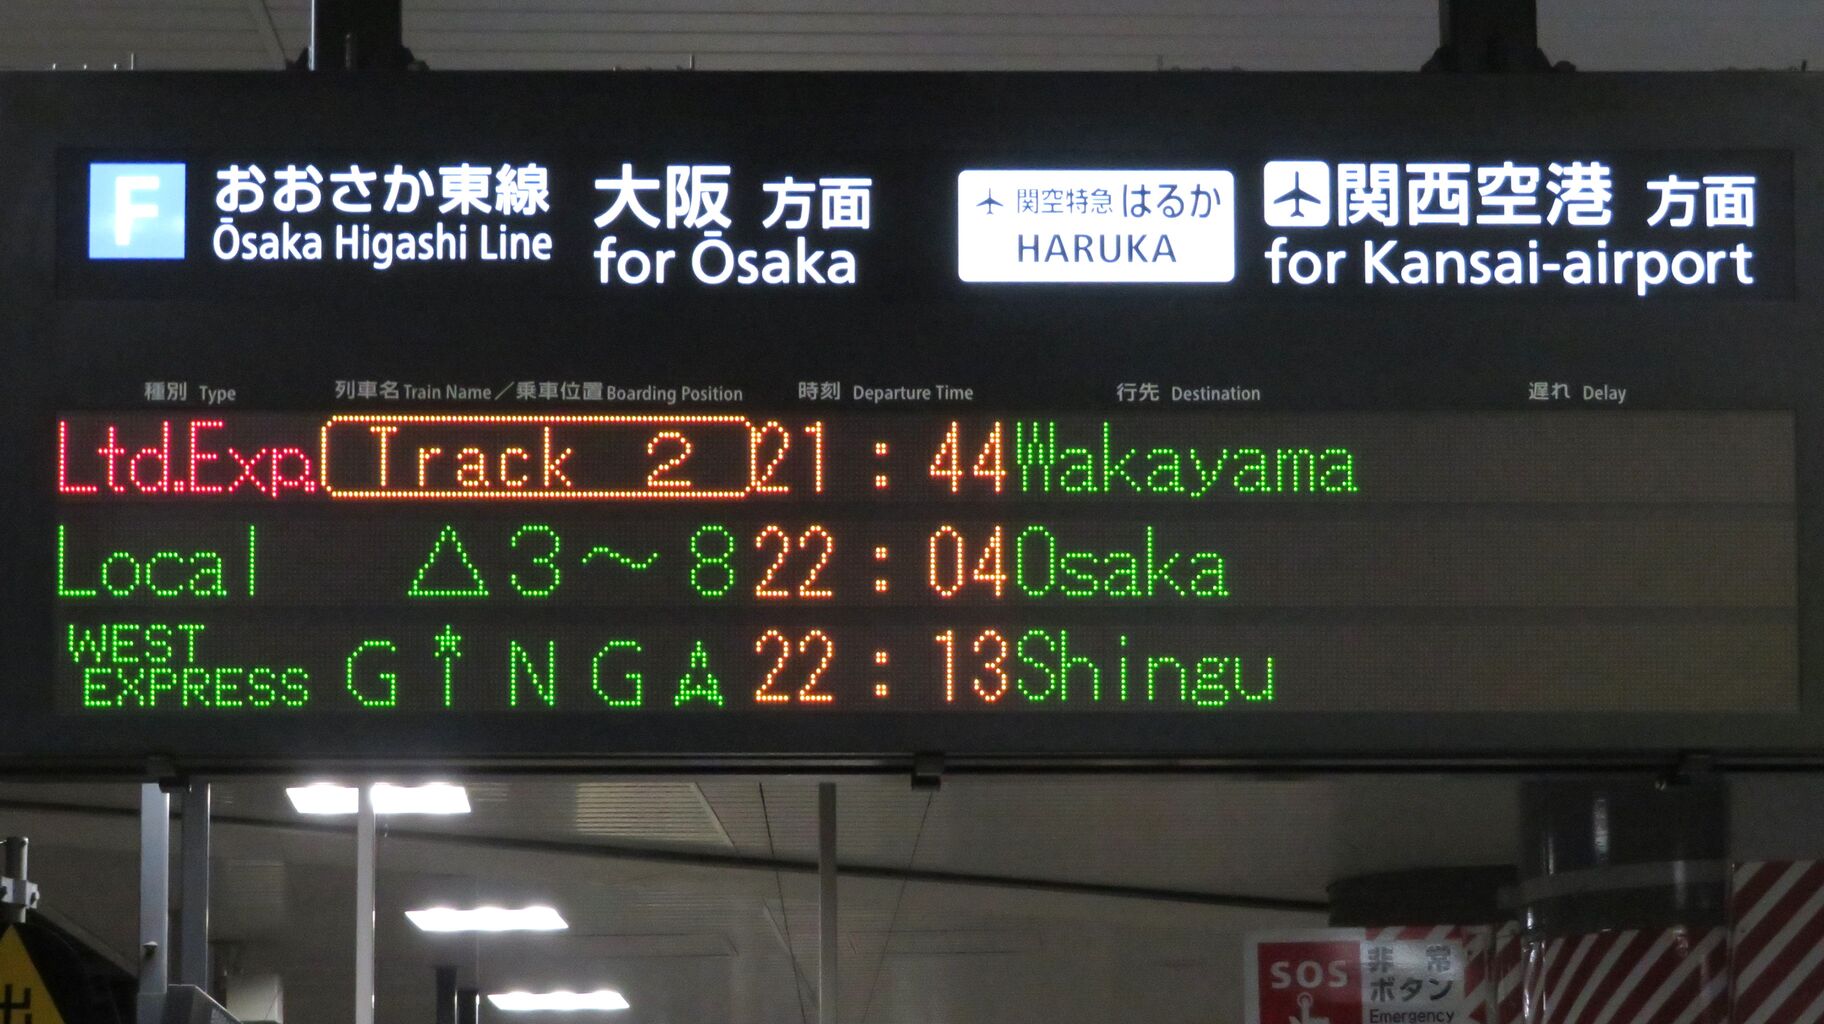 F おおさか東線 大阪 方面 関空特急 はるか 関西空港 方面
Ōsaka Higashi Line for Ōsaka HARUKA for Kansai-airport
種別 Type 列車名 Train Name／乗車位置 Boarding Position 時刻 Departure Time 行先 Destination 遅れ Delay
Ltd.Exp. Track 2 21:44 Wakayama
Local △3～8 22:04 Osaka
WEST EXPRESS GINGA 22:13 Shingu
出
SOS 非常
ボタン
Emergency